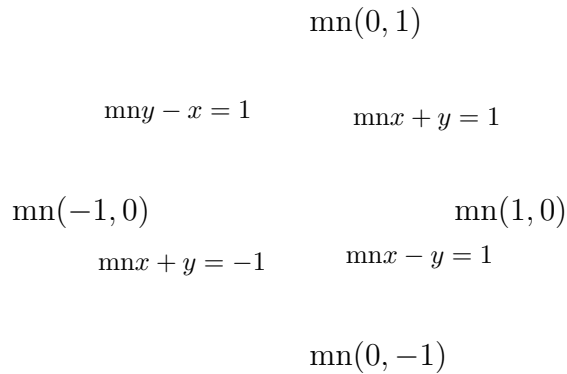 mn(0, 1)
mny − x = 1
mnx + y = 1
mn(−1, 0)
mn(1, 0)
mnx + y = −1
mnx − y = 1
mn(0, −1)